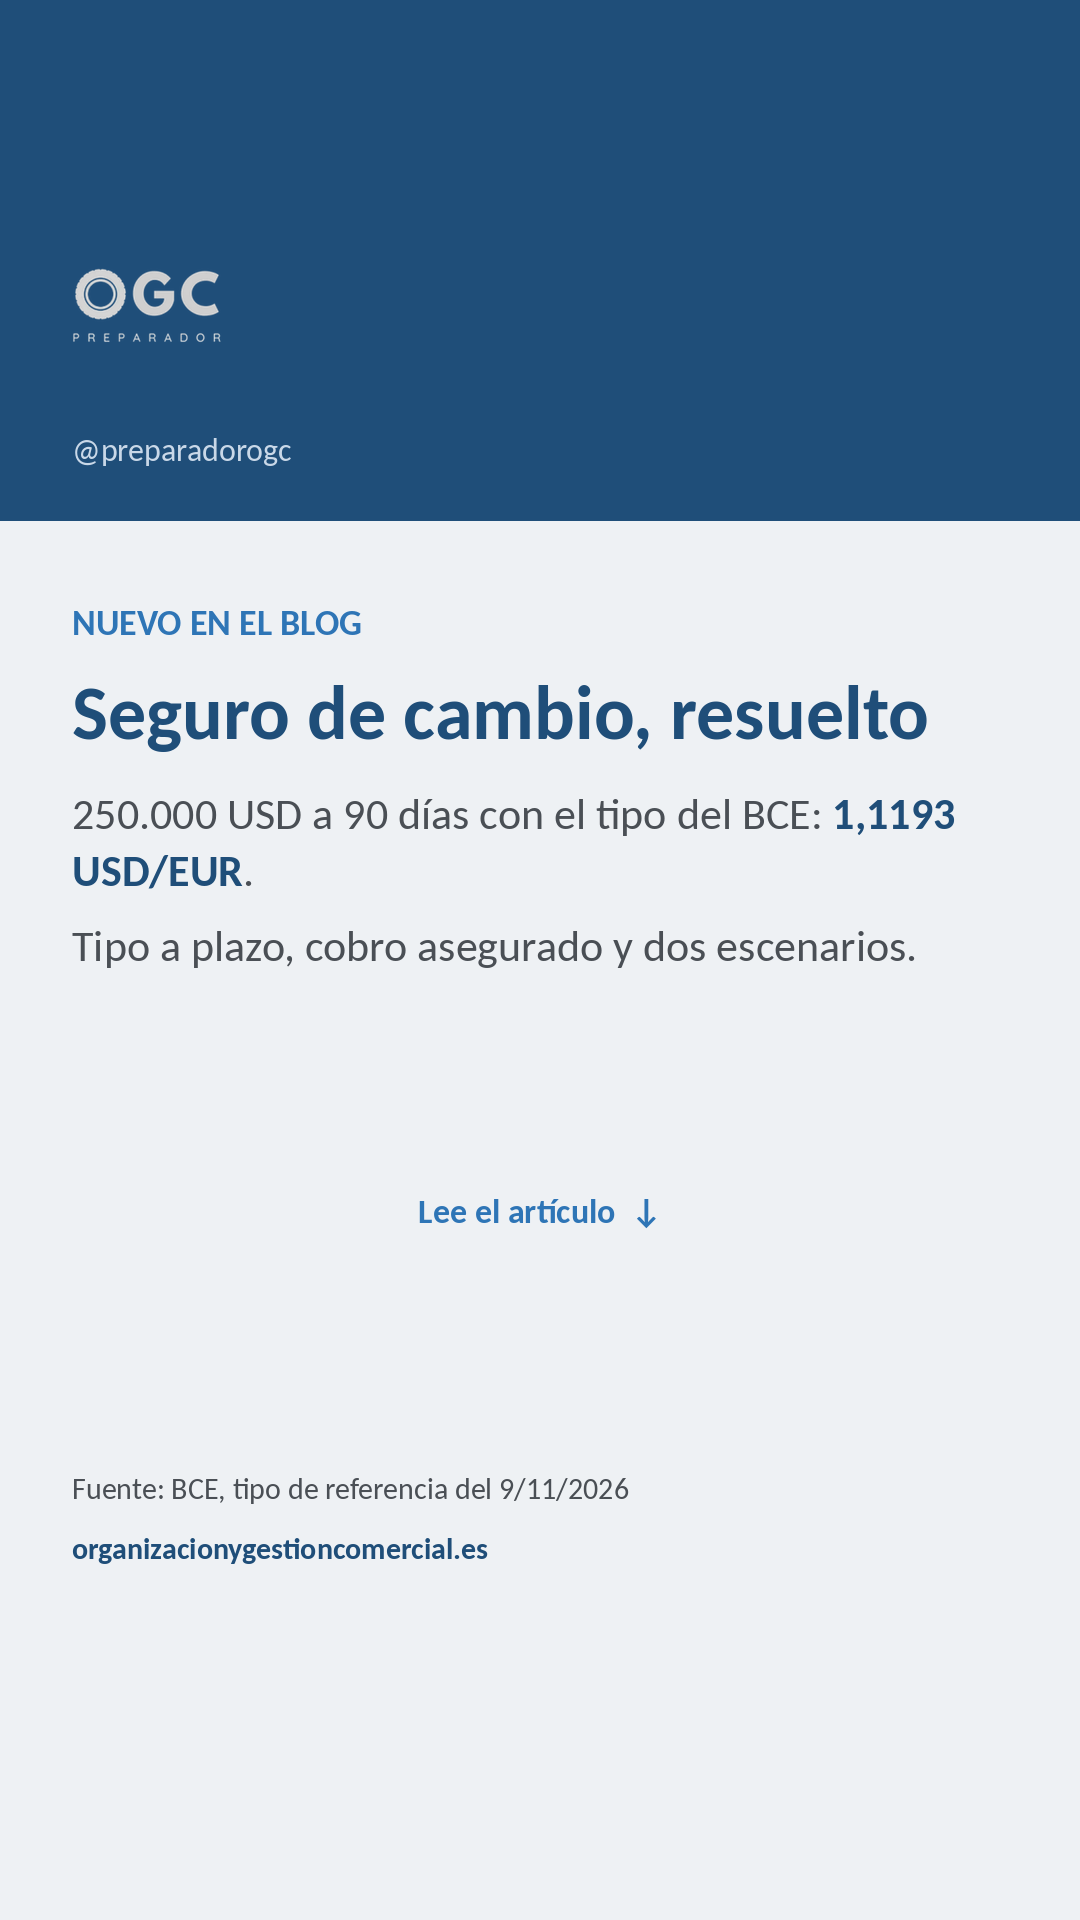 OGC
PREPARADOR
@preparadorogc
NUEVO EN EL BLOG
Seguro de cambio, resuelto
250.000 USD a 90 días con el tipo del BCE: 1,1193
USD/EUR.
Tipo a plazo, cobro asegurado y dos escenarios.
Lee el artículo ↓
Fuente: BCE, tipo de referencia del 9/11/2026
organizacionygestioncomercial.es